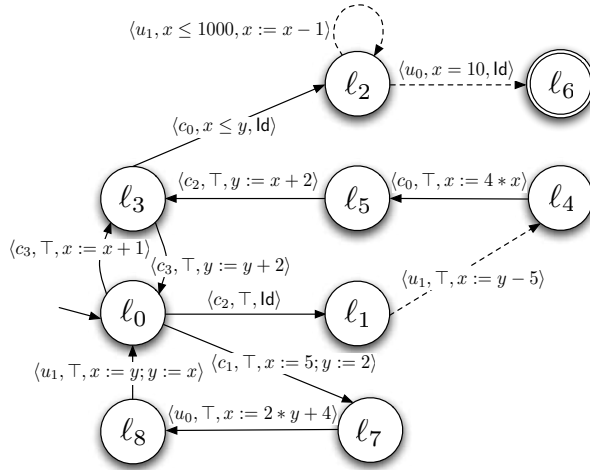 ⟨u₁, x ≤ 1000, x := x − 1⟩
ℓ₂
⟨u₀, x = 10, Id⟩
ℓ₆
⟨c₀, x ≤ y, Id⟩
ℓ₃
⟨c₂, ⊤, y := x + 2⟩
ℓ₅
⟨c₀, ⊤, x := 4 ∗ x⟩
ℓ₄
⟨c₃, ⊤, x := x + 1⟩
⟨c₃, ⊤, y := y + 2⟩
⟨u₁, ⊤, x := y − 5⟩
ℓ₀
⟨c₂, ⊤, Id⟩
ℓ₁
⟨c₁, ⊤, x := 5; y := 2⟩
⟨u₁, ⊤, x := y; y := x⟩
ℓ₈
⟨u₀, ⊤, x := 2 ∗ y + 4⟩
ℓ₇